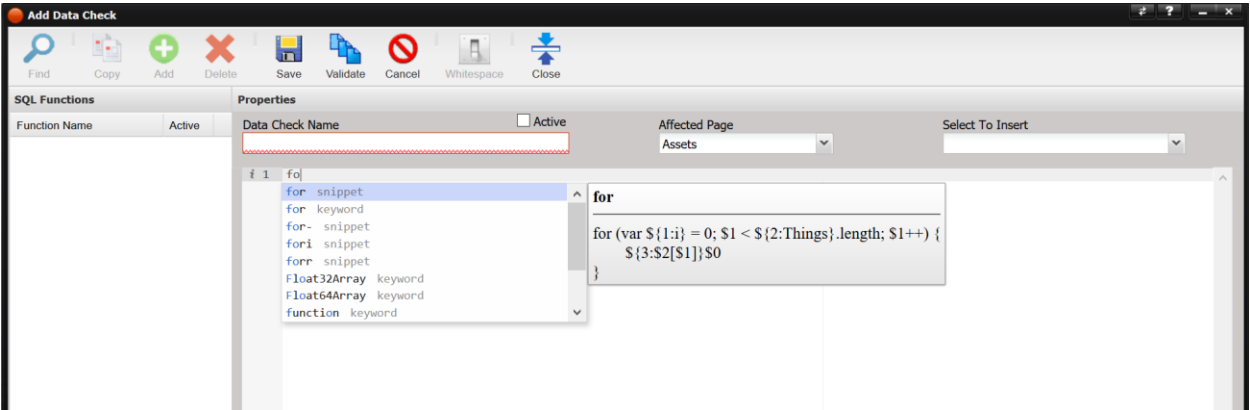 Add Data Check
?
Find Copy Add Delete Save Validate Cancel Whitespace Close
SQL Functions Properties
Function Name Active Data Check Name Active Affected Page Select To Insert
Assets
i 1 fo
for snippet
for keyword
for- snippet
fori snippet
forr snippet
Float32Array keyword
Float64Array keyword
function keyword
for
for (var ${1:i} = 0; $1 < ${2:Things}.length; $1++) {
${3:$2[$1]}$0
}